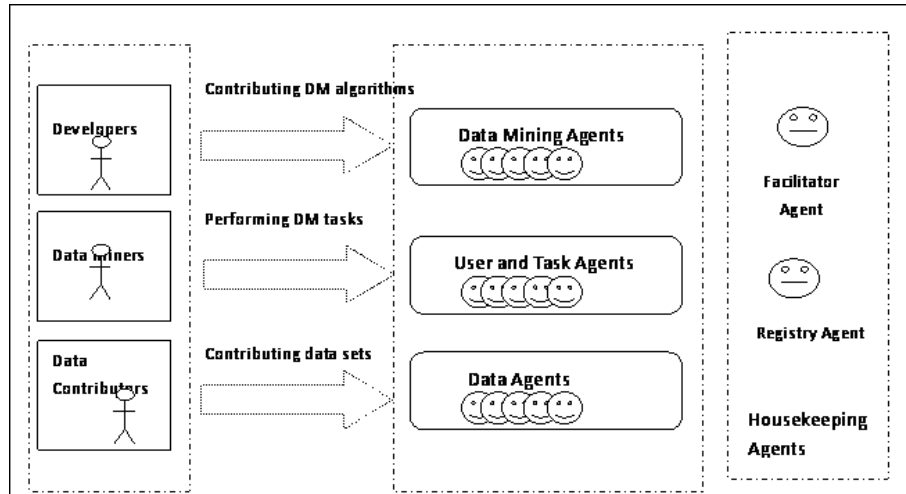 Contributing DM algorithms
Developers
Data Mining Agents
Facilitator
Agent
Performing DM tasks
Data Miners
User and Task Agents
Registry Agent
Contributing data sets
Data
Contributors
Data Agents
Housekeeping
Agents